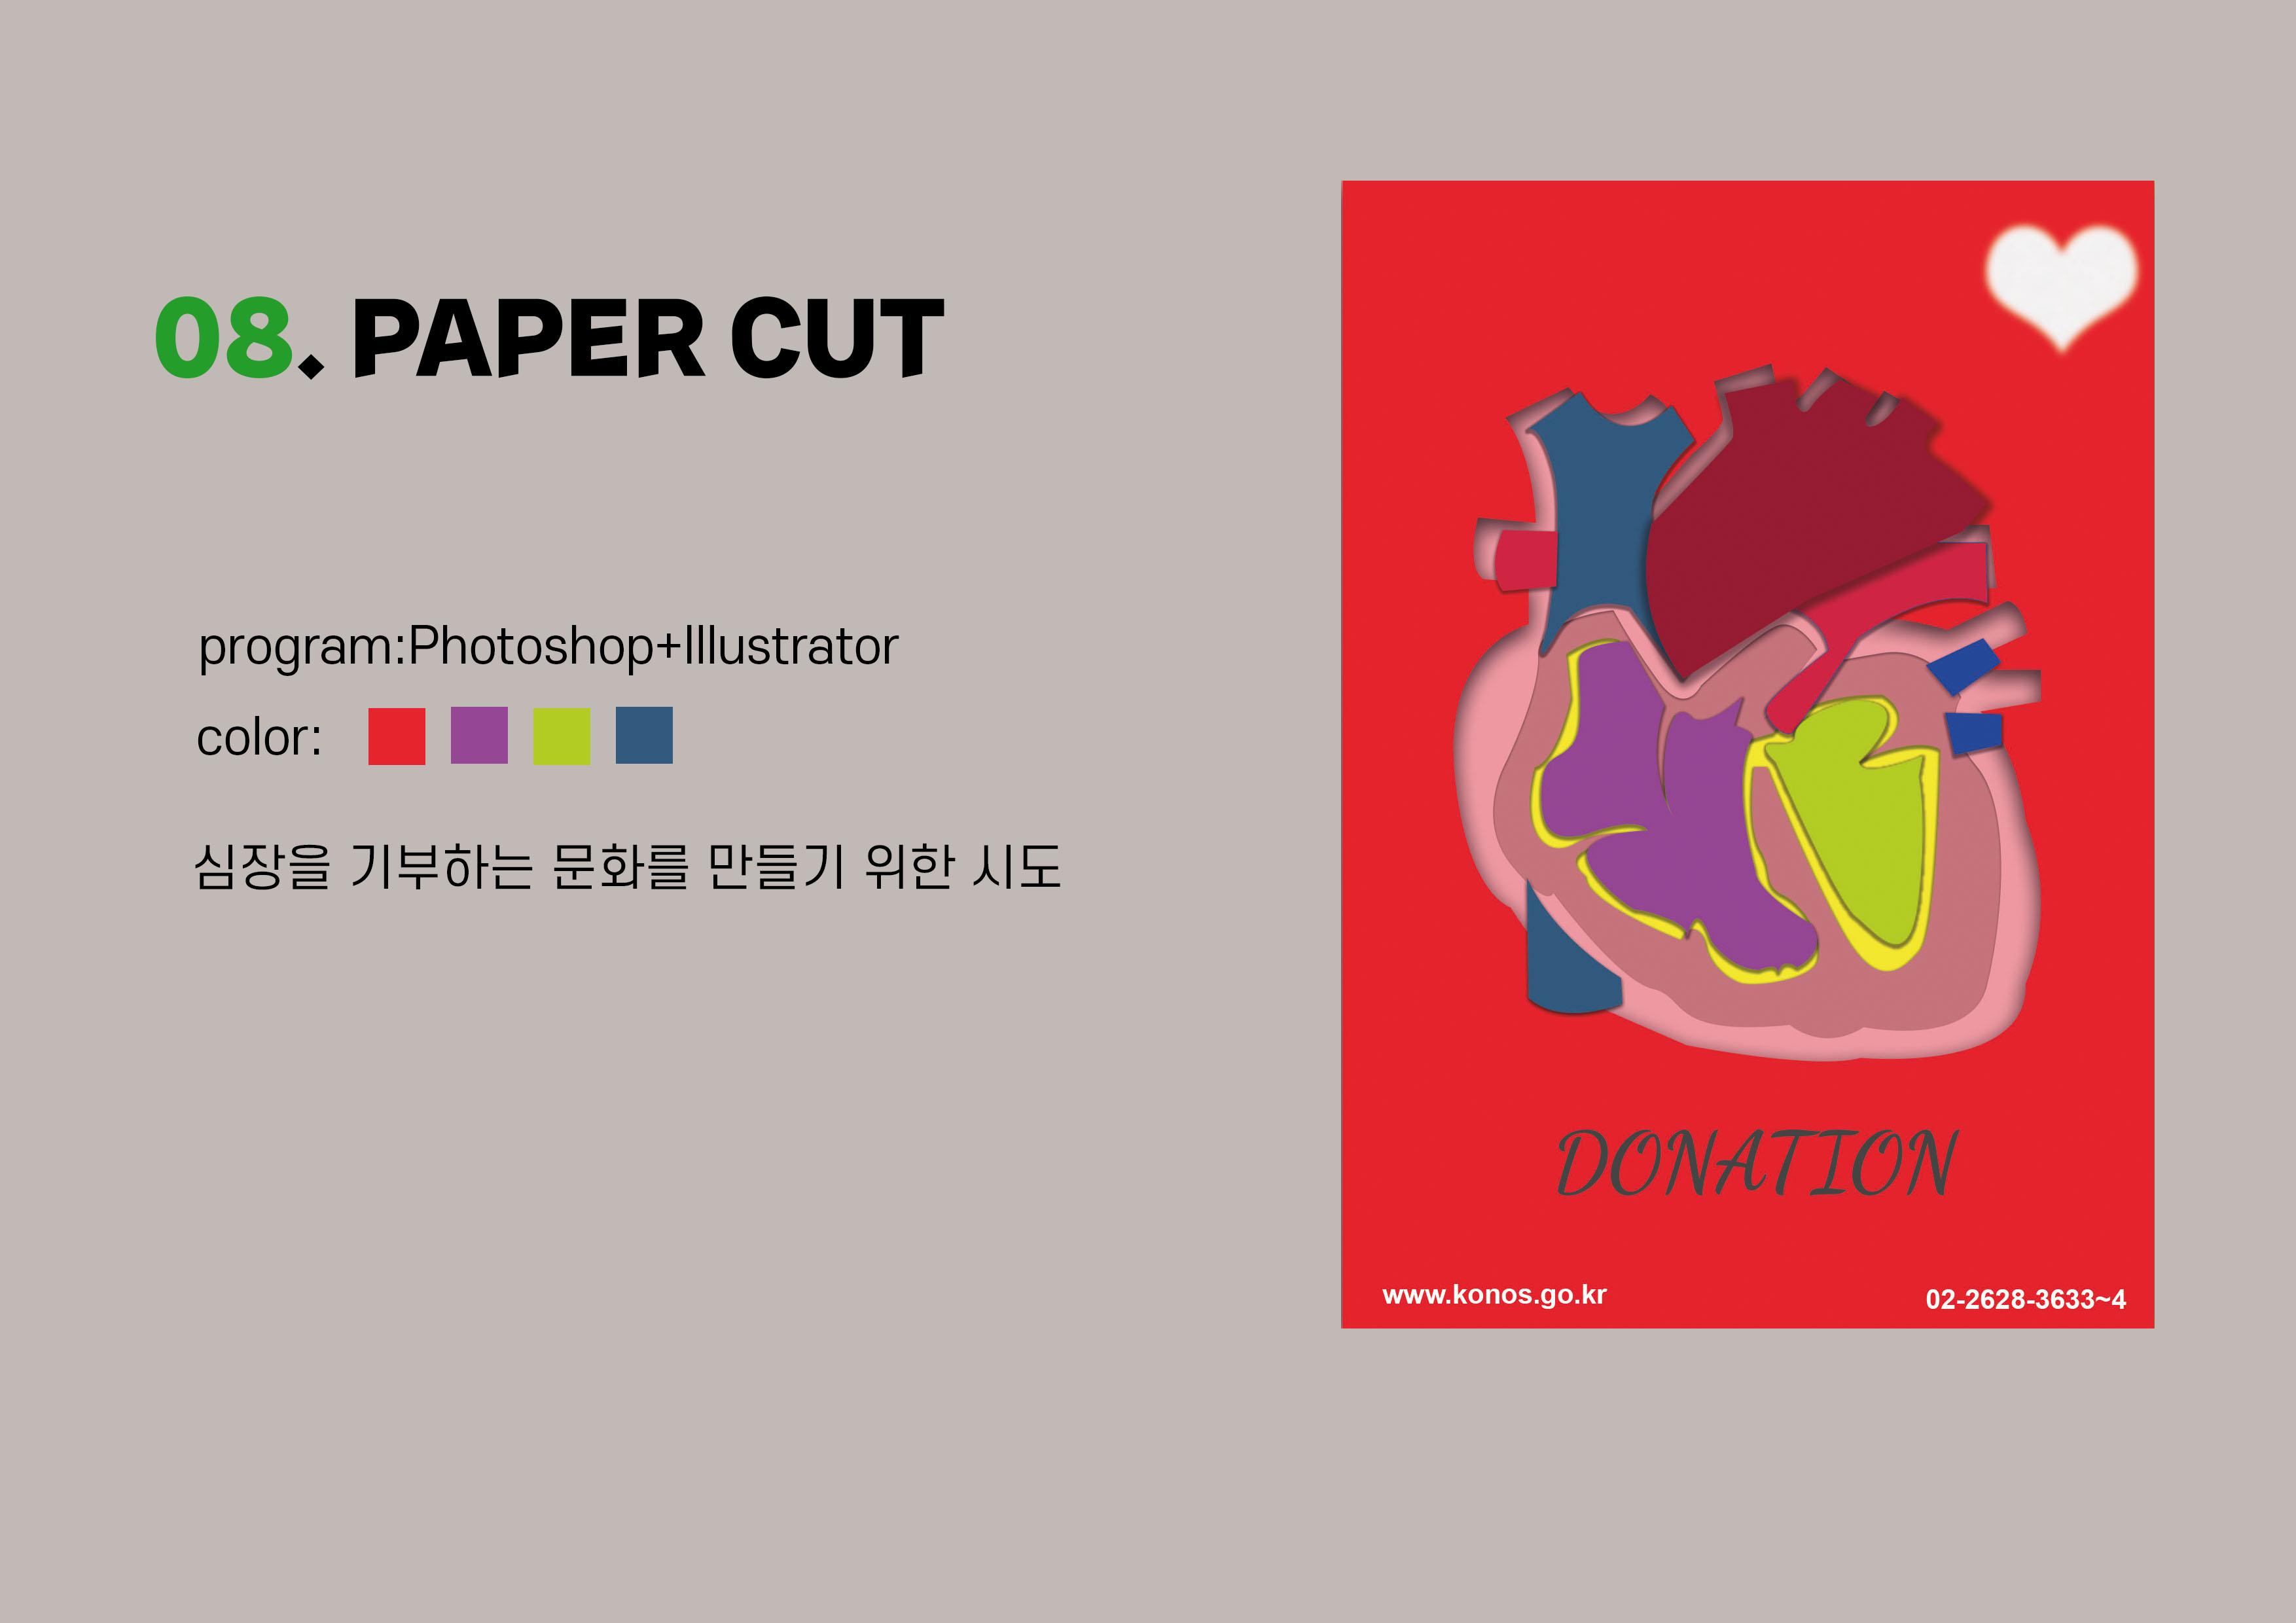 08. PAPER CUT
program:Photoshop+Illustrator
color:
심장을 기부하는 문화를 만들기 위한 시도
DONATION
www.konos.go.kr
02-2628-3633~4